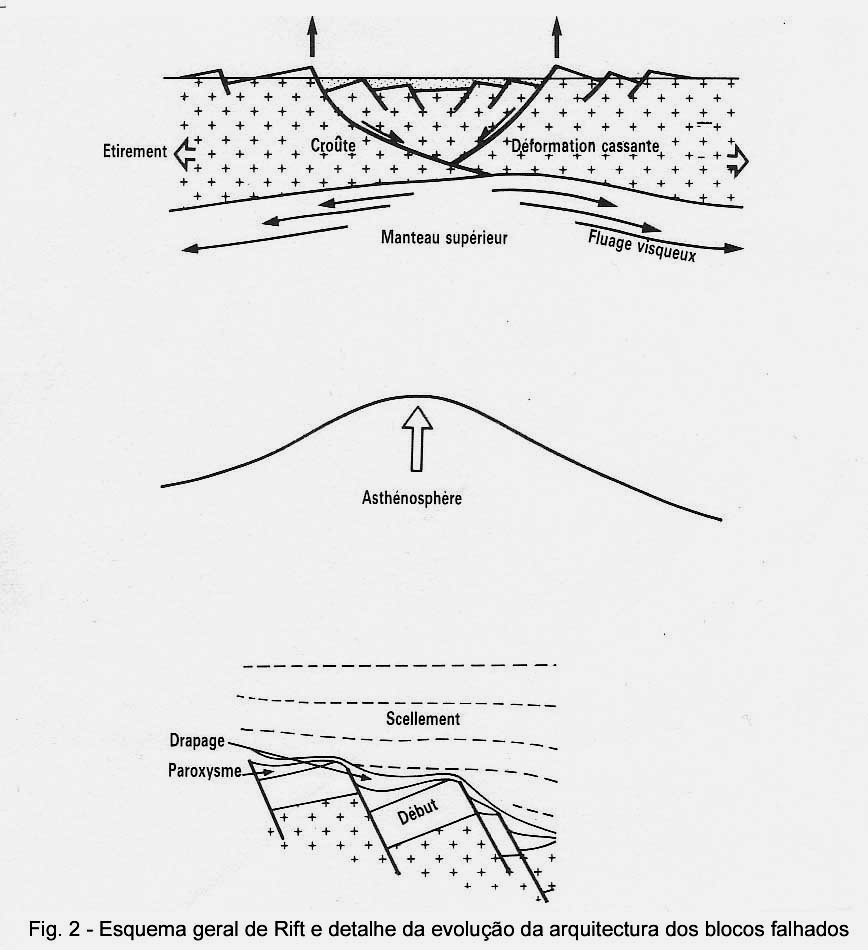 Etirement
Croûte
Déformation cassante
Manteau supérieur
Fluage visqueux
Asthénosphère
Scellement
Drapage
Paroxysme
Début
Fig. 2 - Esquema geral de Rift e detalhe da evolução da arquitectura dos blocos falhados